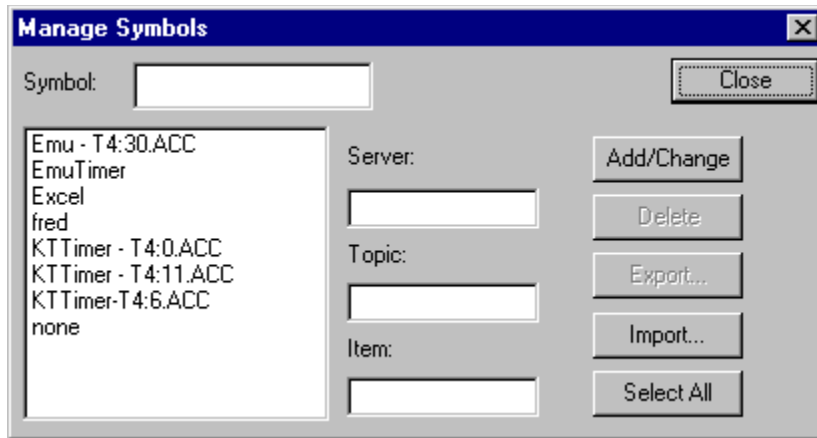 Manage Symbols
Symbol:
Close
Emu - T4:30.ACC
EmuTimer
Excel
fred
KTTimer - T4:0.ACC
KTTimer - T4:11.ACC
KTTimer-T4:6.ACC
none
Server:
Topic:
Item:
Add/Change
Delete
Export...
Import...
Select All